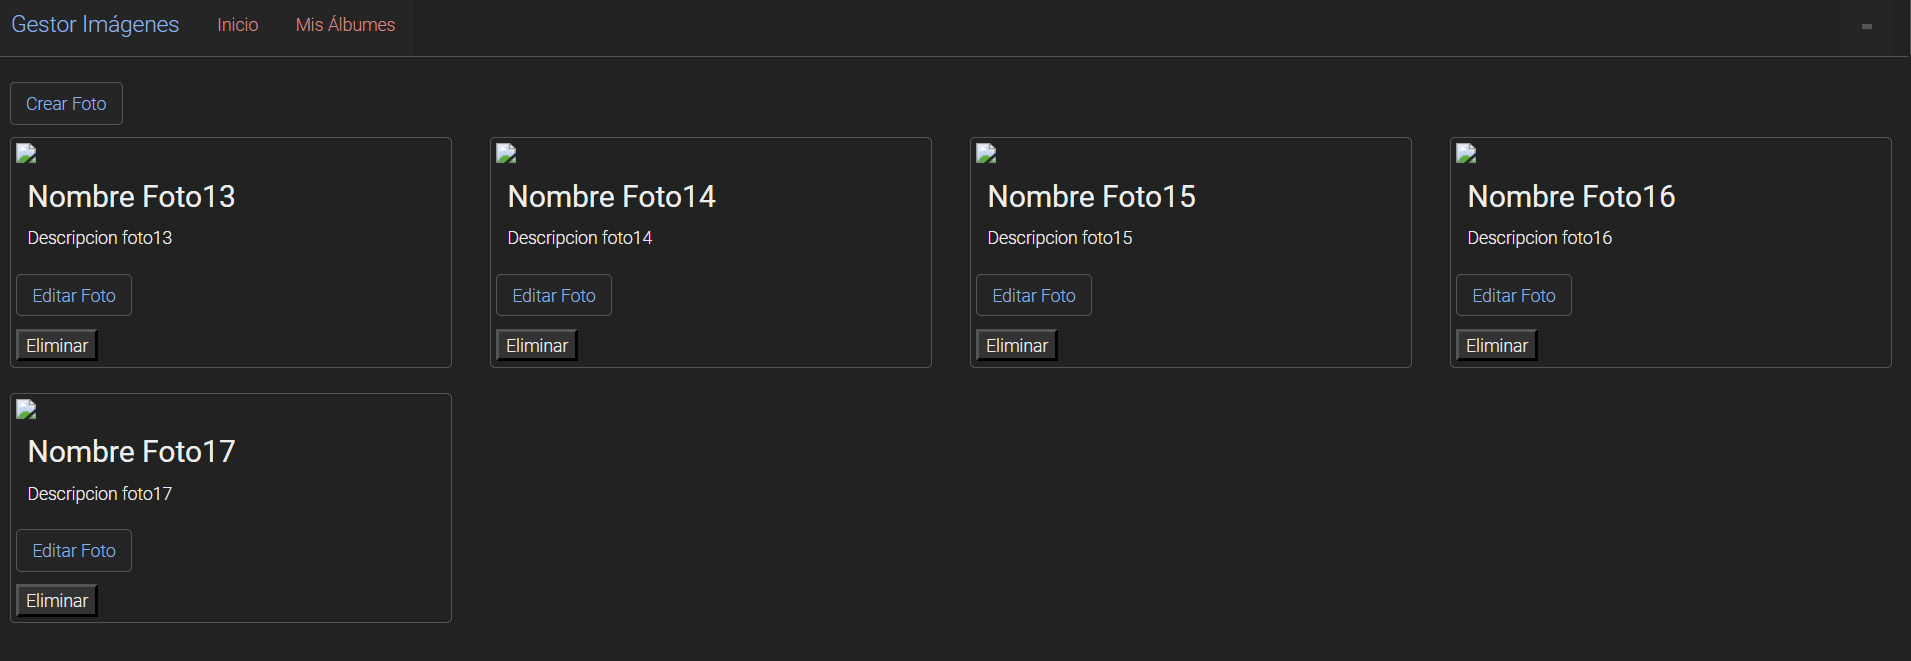 Gestor Imágenes Inicio Mis Álbumes
Crear Foto
Nombre Foto13
Descripcion foto13
Editar Foto
Eliminar
Nombre Foto14
Descripcion foto14
Editar Foto
Eliminar
Nombre Foto15
Descripcion foto15
Editar Foto
Eliminar
Nombre Foto16
Descripcion foto16
Editar Foto
Eliminar
Nombre Foto17
Descripcion foto17
Editar Foto
Eliminar